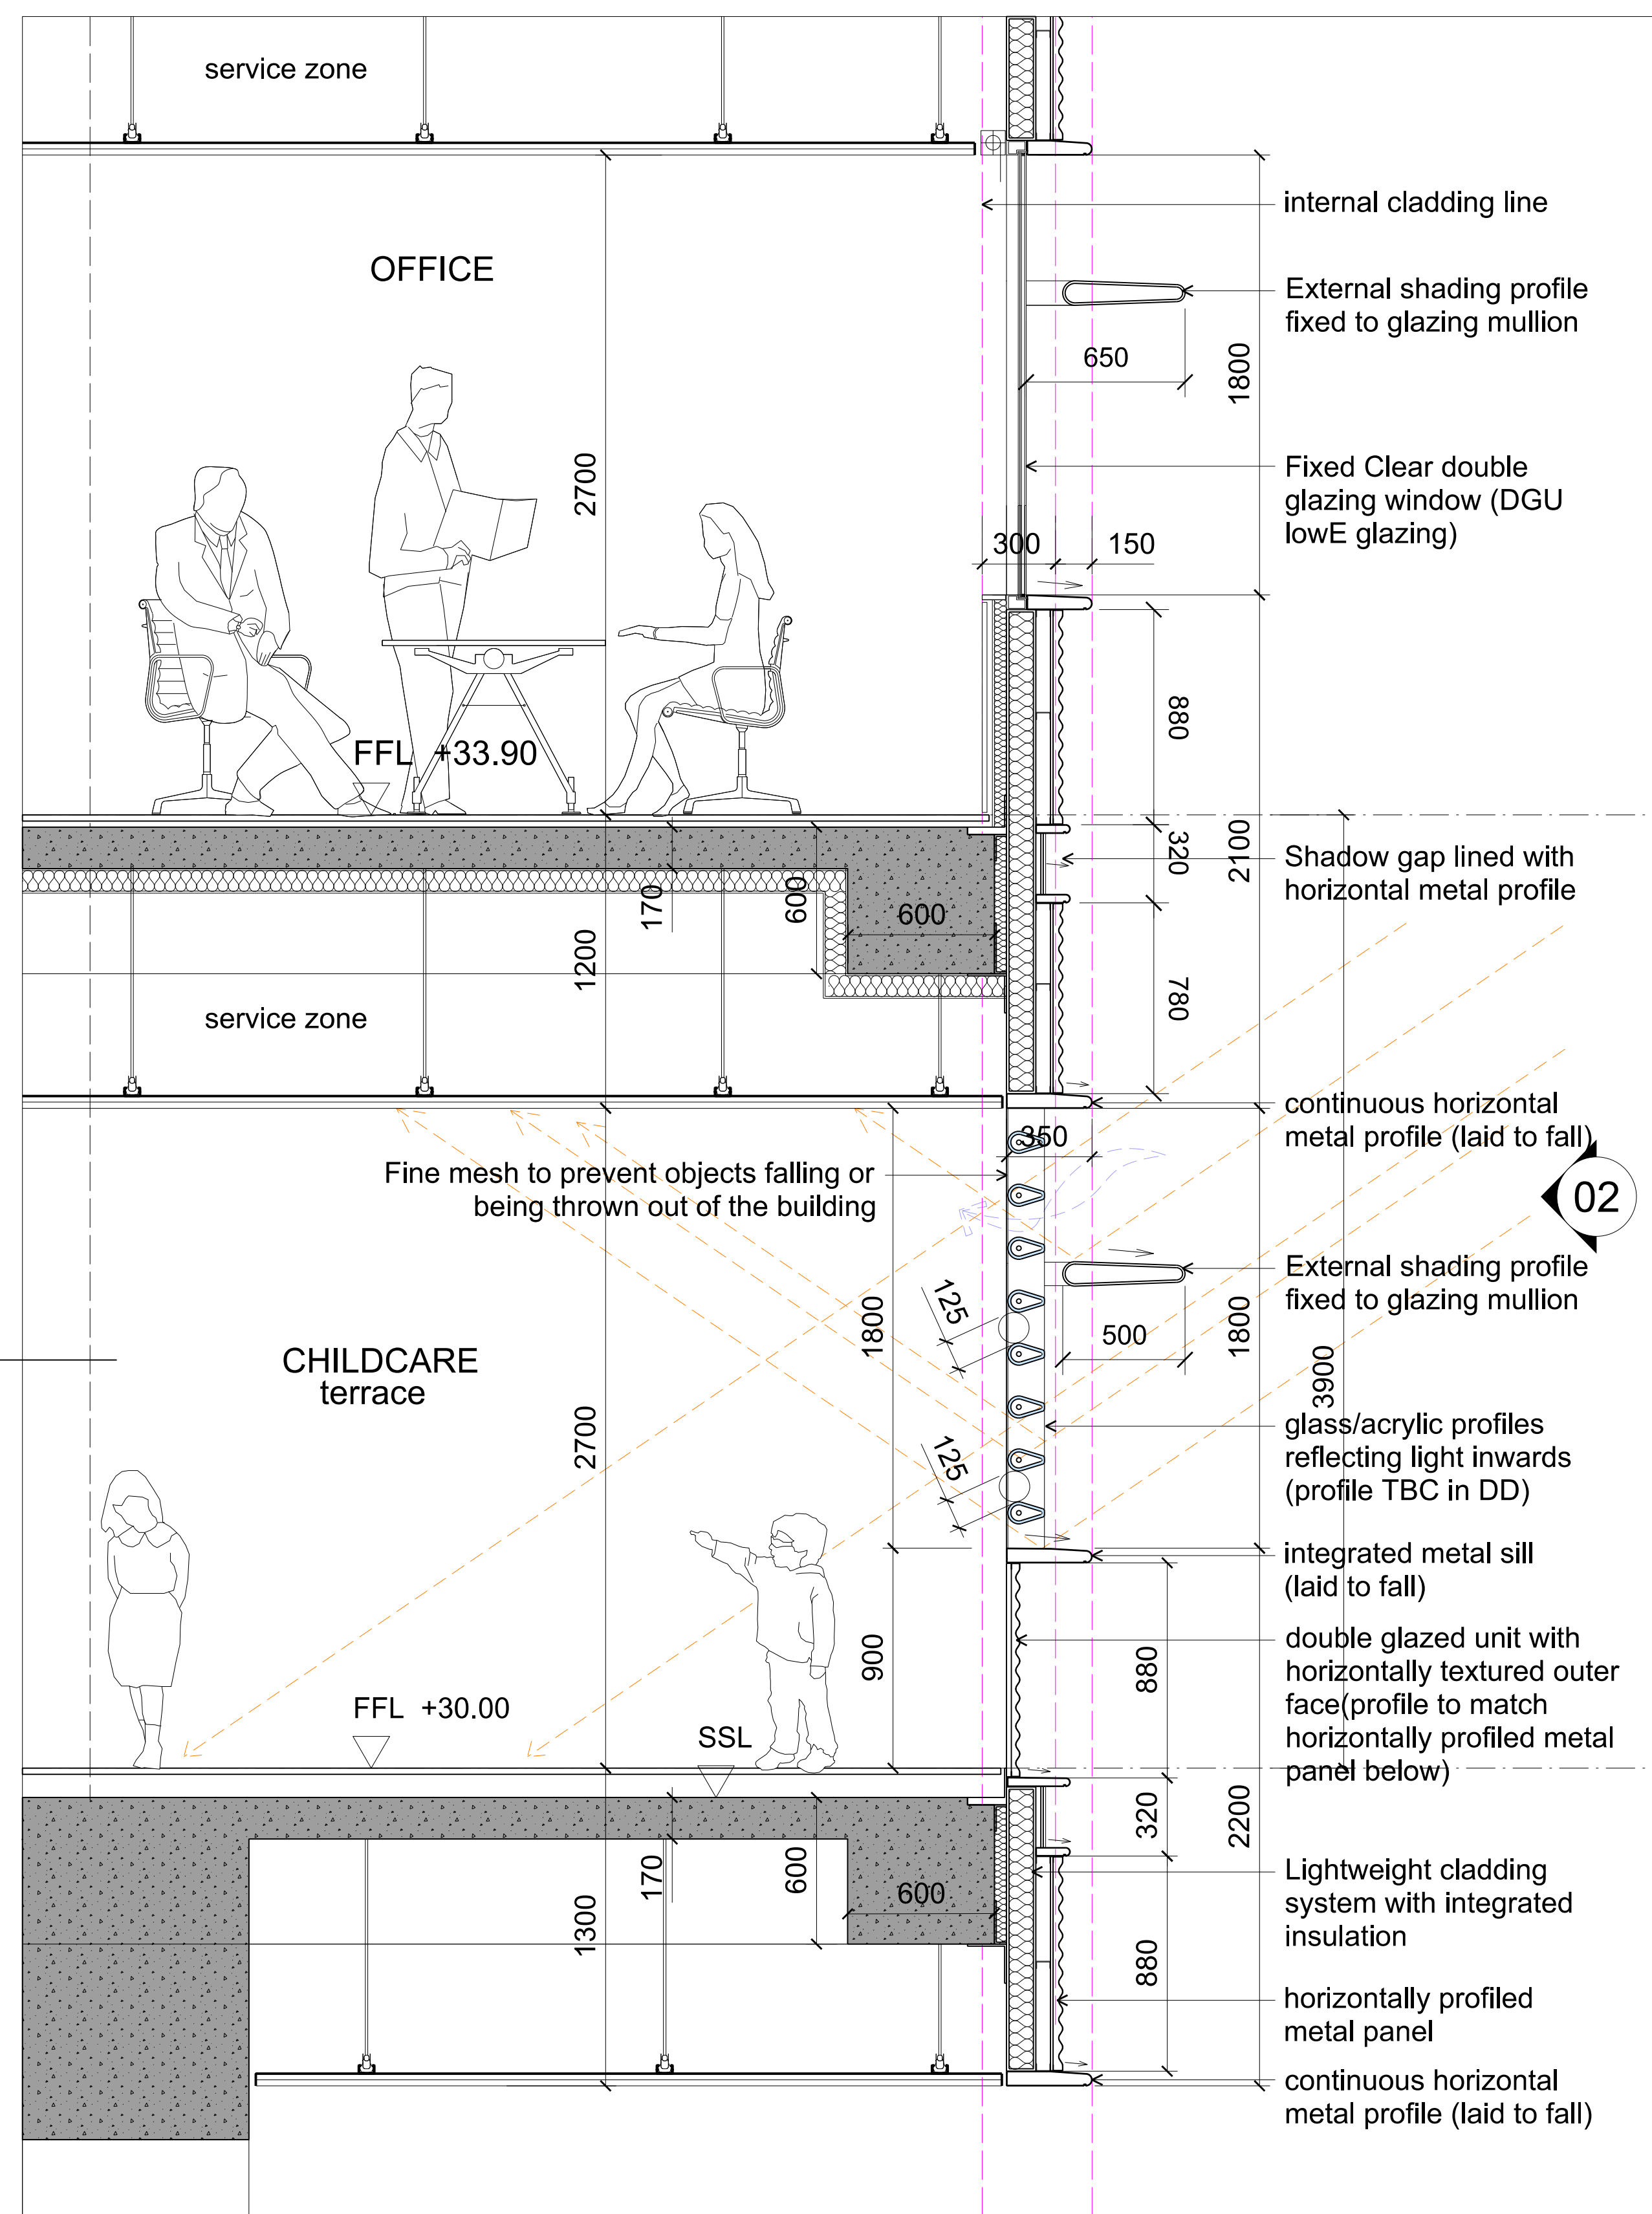 service zone
internal cladding line
OFFICE
External shading profile
fixed to glazing mullion
650
1800
2700
Fixed Clear double
glazing window (DGU
lowE glazing)
300
150
880
FFL +33.90
320
2100
Shadow gap lined with
horizontal metal profile
170
600
600
1200
780
service zone
continuous horizontal
metal profile (laid to fall)
350
Fine mesh to prevent objects falling or
being thrown out of the building
02
External shading profile
fixed to glazing mullion
125
1800
500
1800
CHILDCARE
terrace
3900
2700
glass/acrylic profiles
reflecting light inwards
(profile TBC in DD)
125
integrated metal sill
(laid to fall)
double glazed unit with
horizontally textured outer
face(profile to match
horizontally profiled metal
panel below)
900
880
FFL +30.00
SSL
320
2200
170
600
600
1300
Lightweight cladding
system with integrated
insulation
880
horizontally profiled
metal panel
continuous horizontal
metal profile (laid to fall)